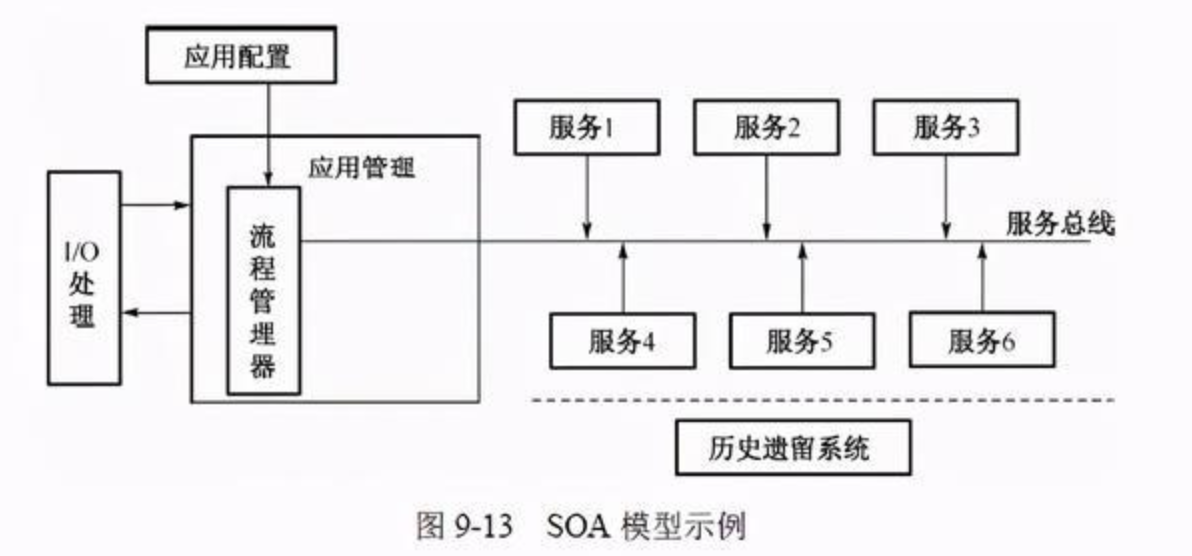 应用配置
服务1
服务2
服务3
应用管理
I/O
处理
流程管理器
服务总线
服务4
服务5
服务6
历史遗留系统
图 9-13 SOA 模型示例